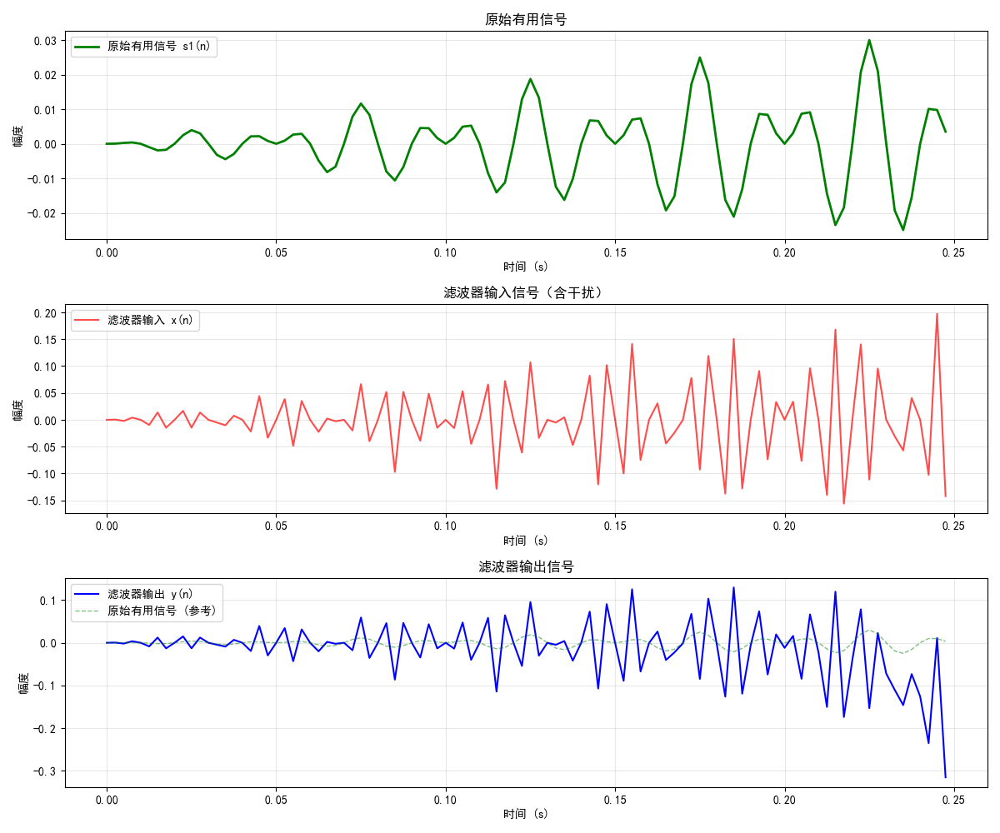 原始有用信号
原始有用信号 s1(n)
0.03
0.02
0.01
0.00
−0.01
−0.02
幅度
0.00
0.05
0.10
0.15
0.20
0.25
时间 (s)
滤波器输入信号（含干扰）
滤波器输入 x(n)
0.20
0.15
0.10
0.05
0.00
−0.05
−0.10
−0.15
幅度
0.00
0.05
0.10
0.15
0.20
0.25
时间 (s)
滤波器输出信号
滤波器输出 y(n)
原始有用信号 (参考)
0.1
0.0
−0.1
−0.2
−0.3
幅度
0.00
0.05
0.10
0.15
0.20
0.25
时间 (s)